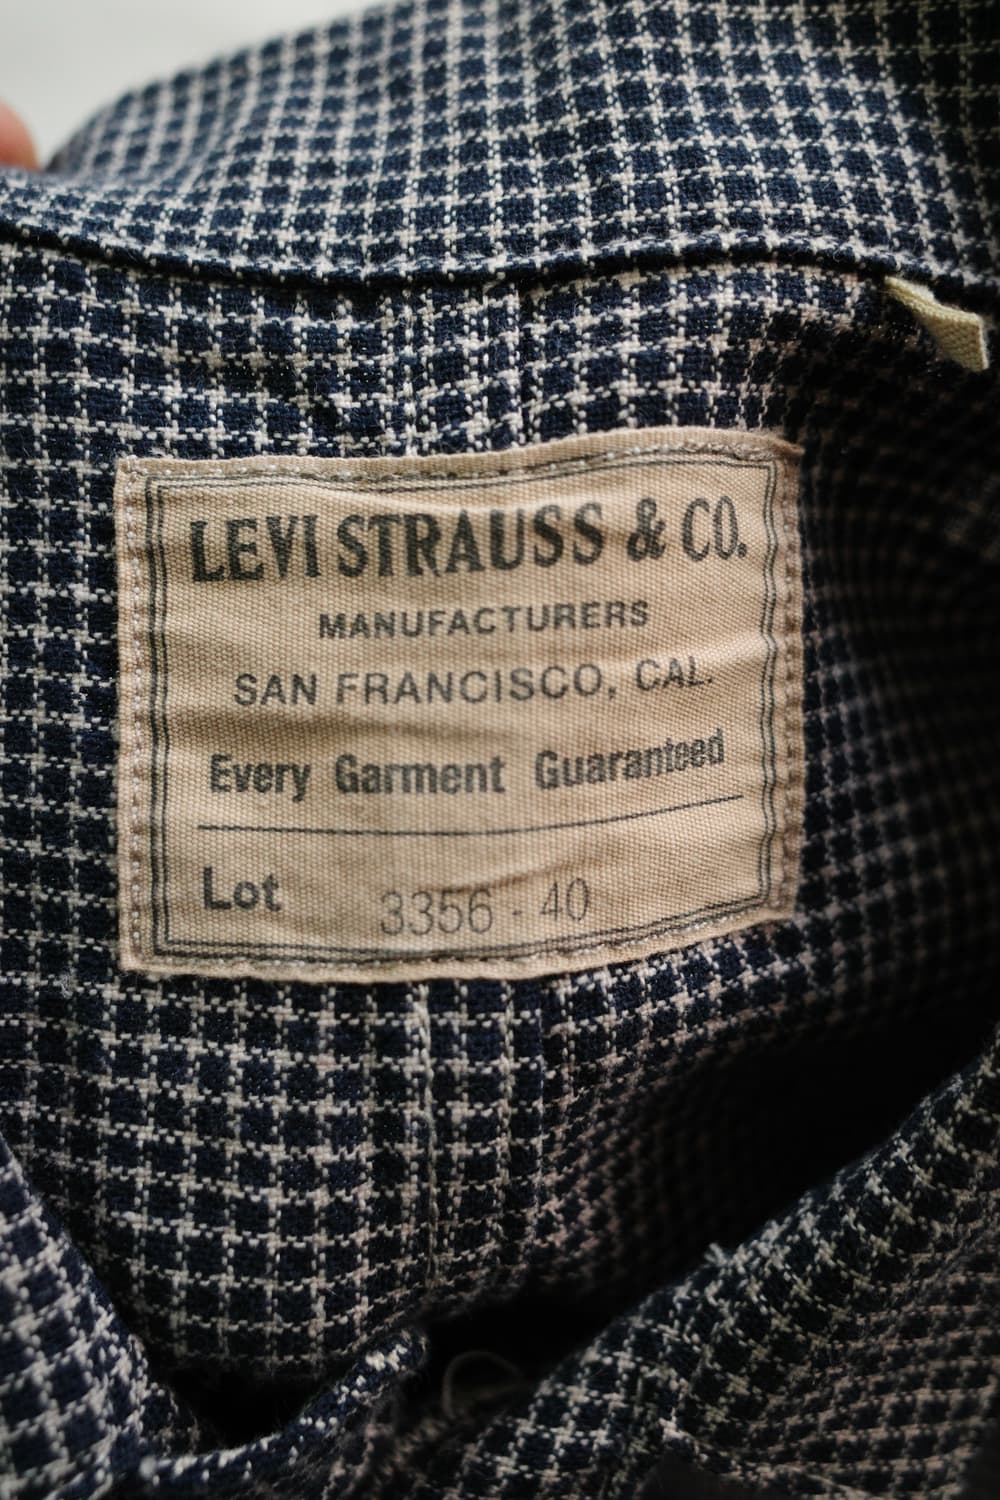 LEVI STRAUSS & CO.
MANUFACTURERS
SAN FRANCISCO, CAL.
Every Garment Guaranteed
Lot 3356 - 40